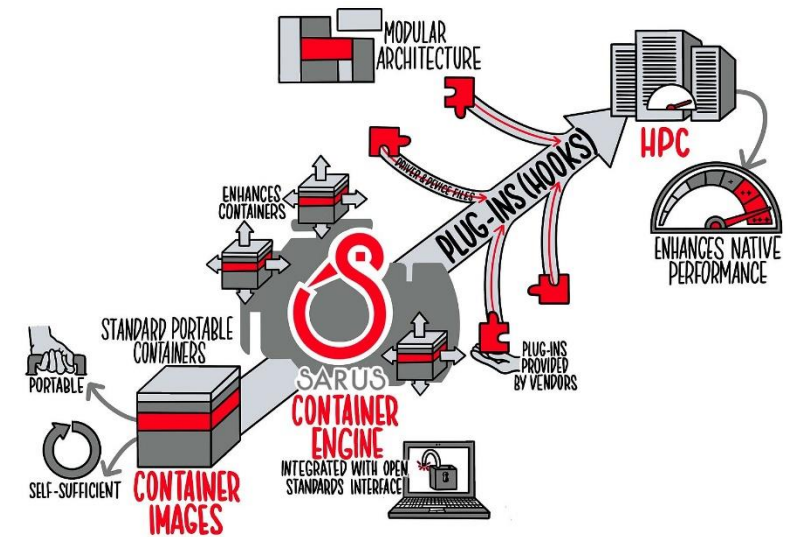 MODULAR
ARCHITECTURE
HPC
DRIVER & DEVICE FILES
PLUG-INS (HOOKS)
ENHANCES
CONTAINERS
ENHANCES NATIVE
PERFORMANCE
STANDARD PORTABLE
CONTAINERS
PORTABLE
SARUS
CONTAINER
ENGINE
PLUG-INS
PROVIDED
BY VENDORS
INTEGRATED WITH OPEN
STANDARDS INTERFACE
SELF-SUFFICIENT
CONTAINER
IMAGES